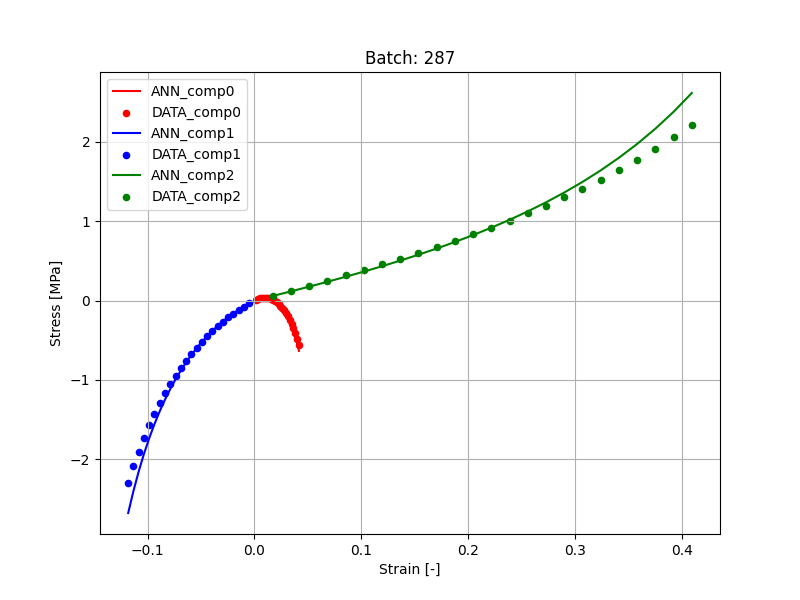 Batch: 287
ANN_comp0
DATA_comp0
ANN_comp1
DATA_comp1
ANN_comp2
DATA_comp2
Stress [MPa]
2
1
0
−1
−2
−0.1
0.0
0.1
0.2
0.3
0.4
Strain [-]